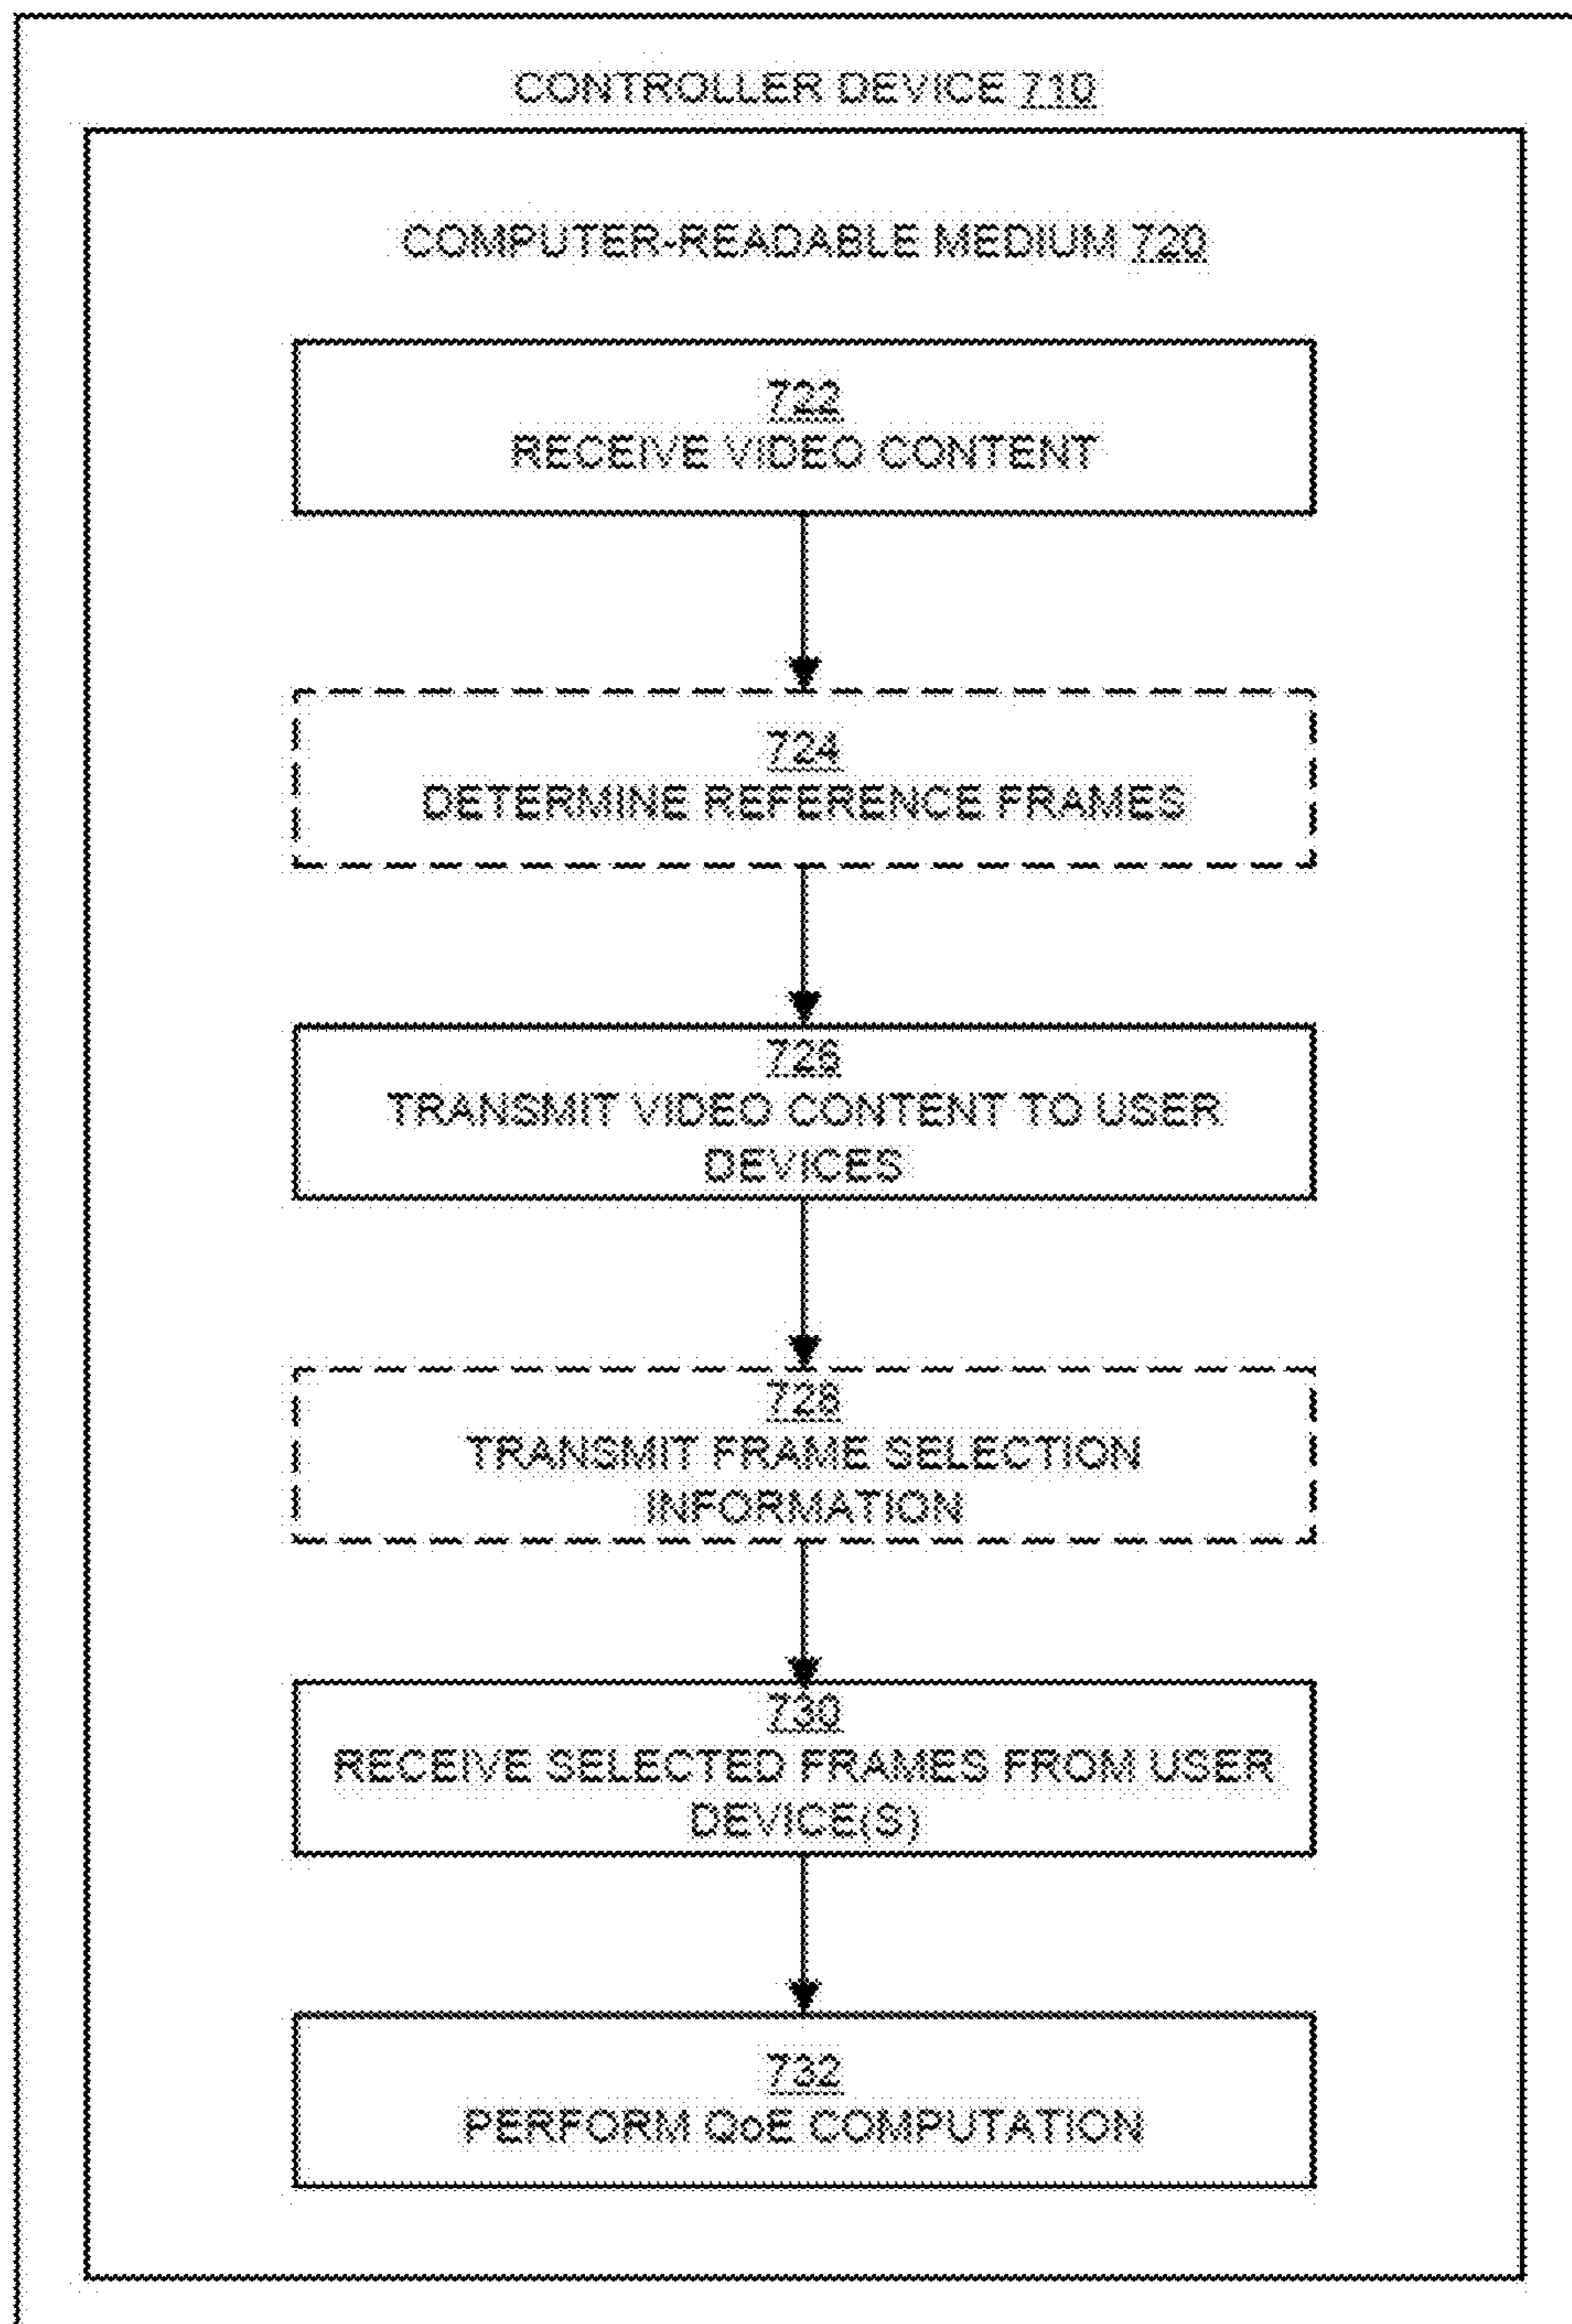 CONTROLLER DEVICE 710
COMPUTER-READABLE MEDIUM 720
722
RECEIVE VIDEO CONTENT
724
DETERMINE REFERENCE FRAMES
726
TRANSMIT VIDEO CONTENT TO USER
DEVICES
728
TRANSMIT FRAME SELECTION
INFORMATION
730
RECEIVE SELECTED FRAMES FROM USER
DEVICE(S)
732
PERFORM QoE COMPUTATION